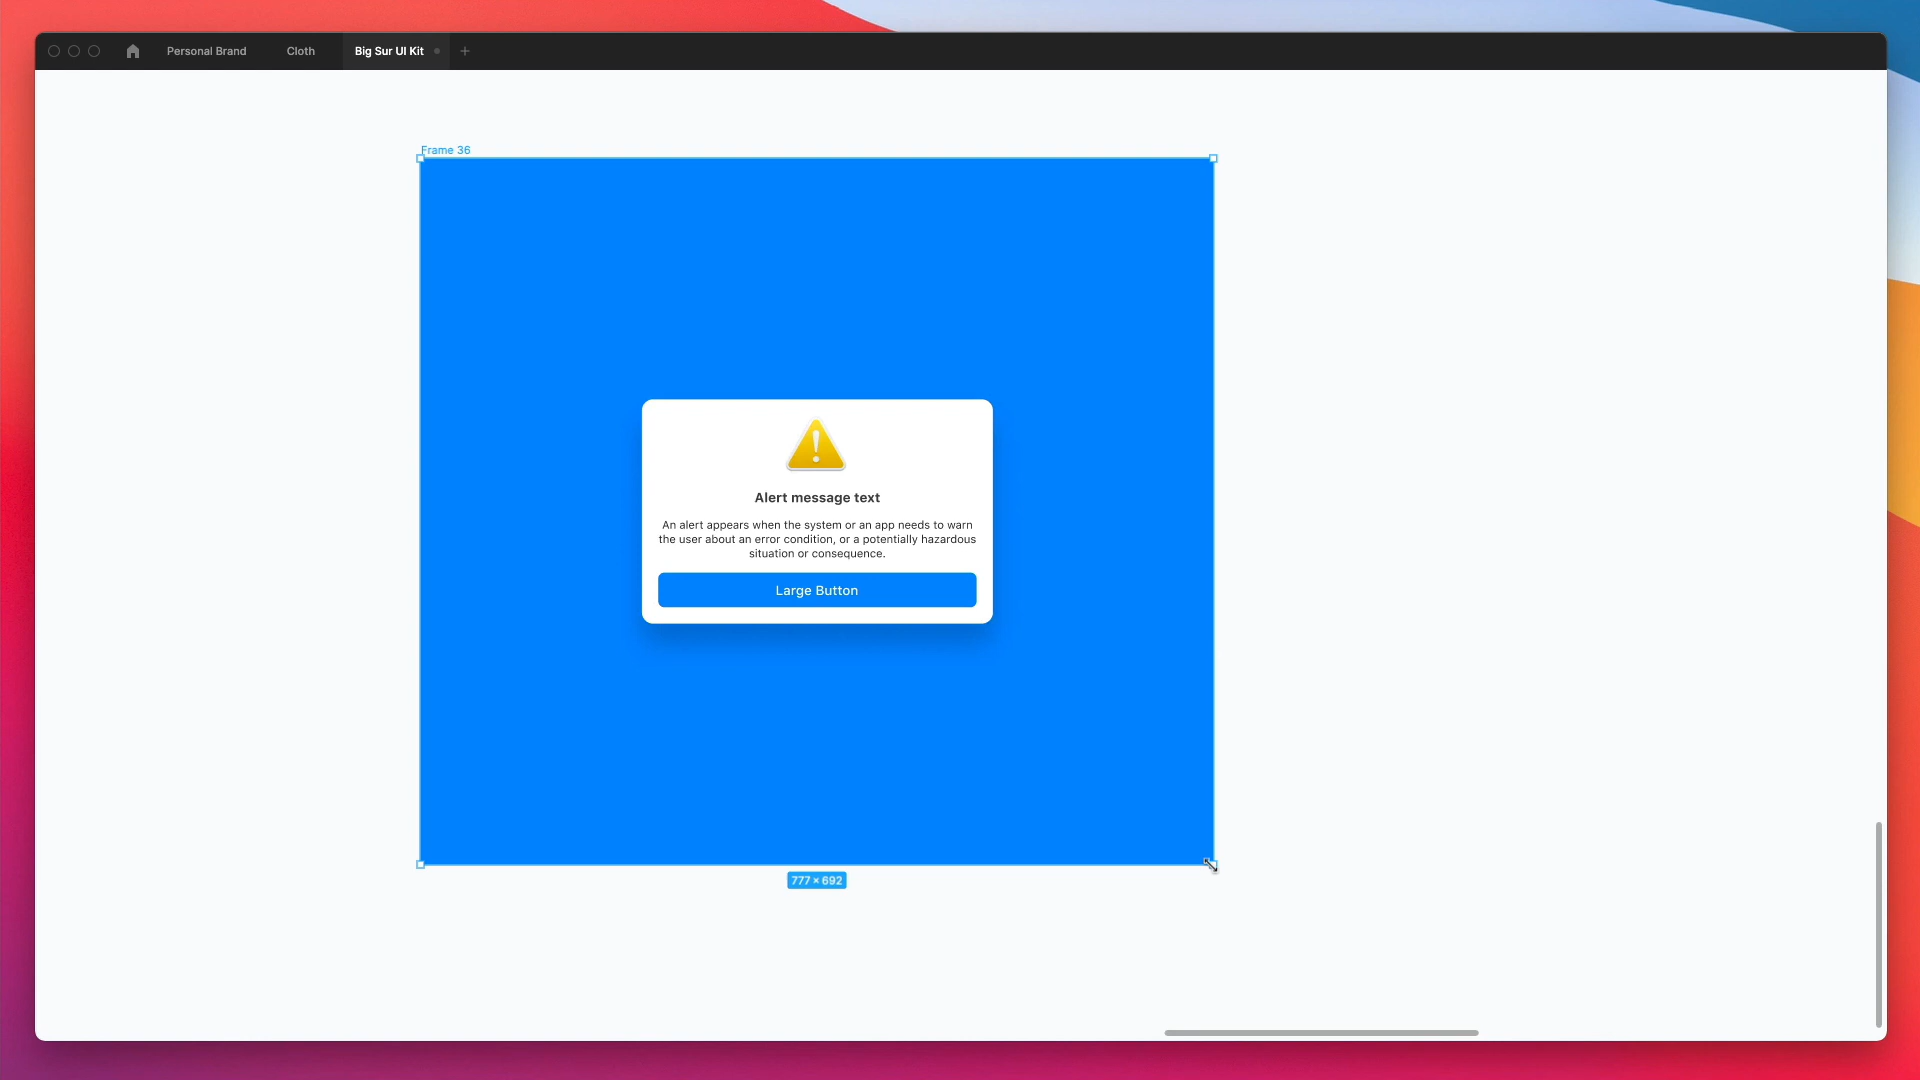 Personal Brand
Cloth
Big Sur UI Kit
Frame 36
Alert message text
An alert appears when the system or an app needs to warn
the user about an error condition, or a potentially hazardous
situation or consequence.
Large Button
777 × 692